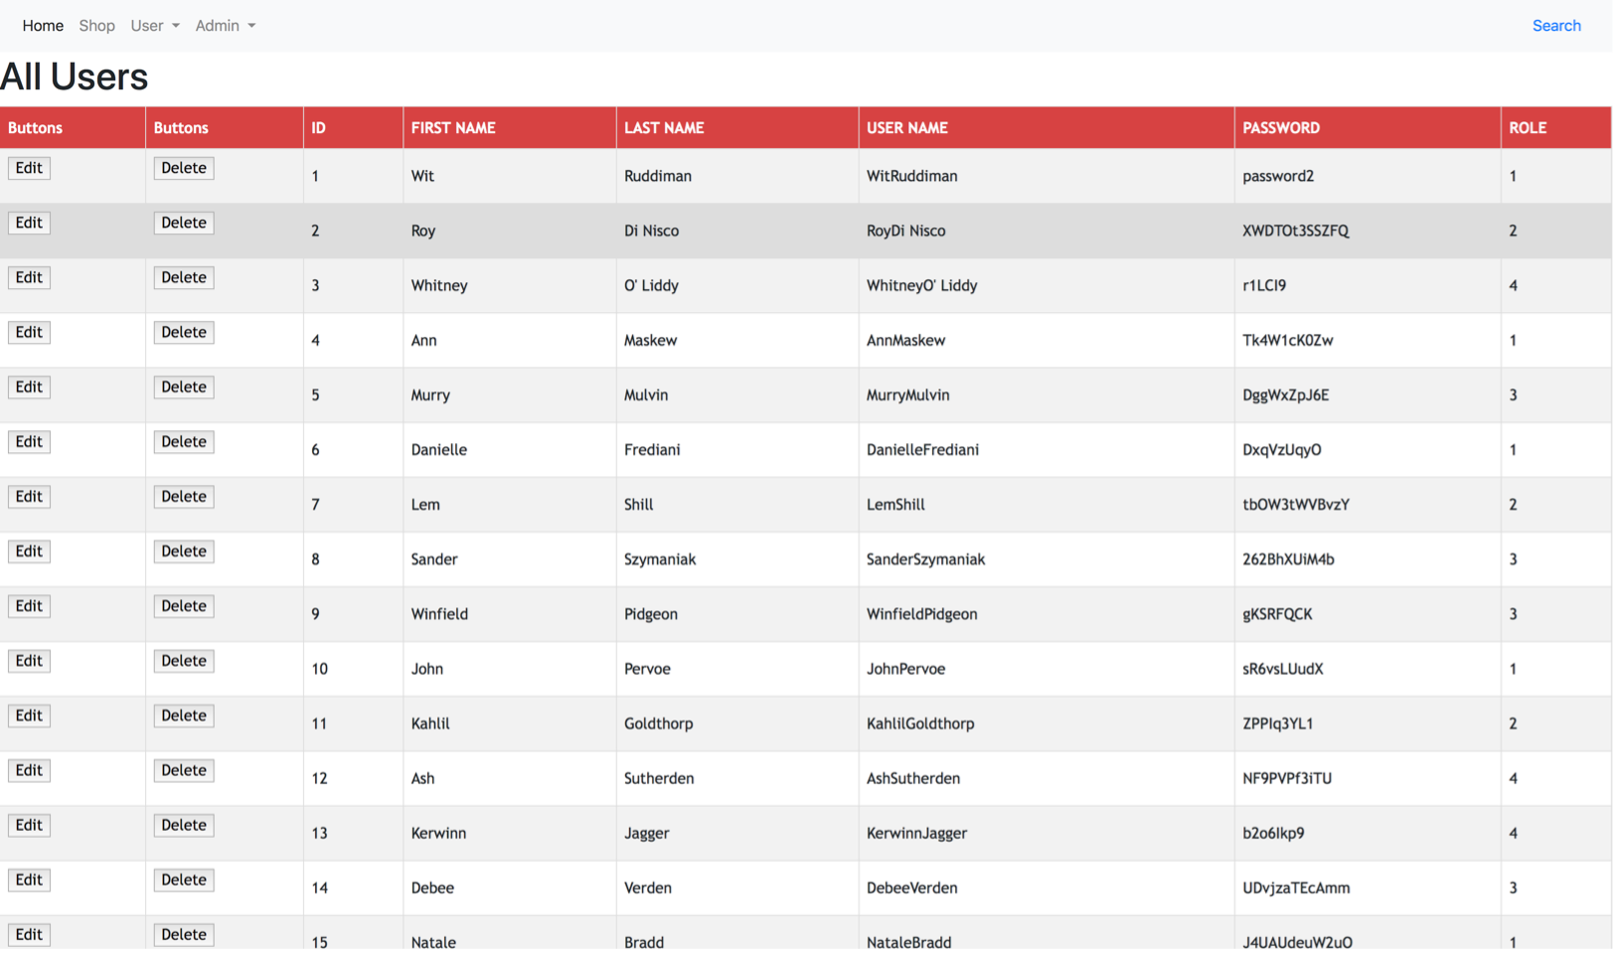 Home Shop User Admin Search
All Users
Buttons Buttons ID FIRST NAME LAST NAME USER NAME PASSWORD ROLE
Edit Delete 1 Wit Ruddiman WitRuddiman password2 1
Edit Delete 2 Roy Di Nisco RoyDi Nisco XWDTOt3SSZFQ 2
Edit Delete 3 Whitney O' Liddy WhitneyO' Liddy r1LCI9 4
Edit Delete 4 Ann Maskew AnnMaskew Tk4W1cK0Zw 1
Edit Delete 5 Murry Mulvin MurryMulvin DggWxZpJ6E 3
Edit Delete 6 Danielle Frediani DanielleFrediani DxqVzUqyO 1
Edit Delete 7 Lem Shill LemShill tbOW3tWVBvzY 2
Edit Delete 8 Sander Szymaniak SanderSzymaniak 262BhXUiM4b 3
Edit Delete 9 Winfield Pidgeon WinfieldPidgeon gKSRFQCK 3
Edit Delete 10 John Pervoe JohnPervoe sR6vsLUudX 1
Edit Delete 11 Kahlil Goldthorp KahlilGoldthorp ZPPIq3YL1 2
Edit Delete 12 Ash Sutherden AshSutherden NF9PVPf3iTU 4
Edit Delete 13 Kerwinn Jagger KerwinnJagger b2o6Ikp9 4
Edit Delete 14 Debee Verden DebeeVerden UDvjzaTEcAmm 3
Edit Delete 15 Natale Bradd NataleBradd J4UAUdeuW2uO 1